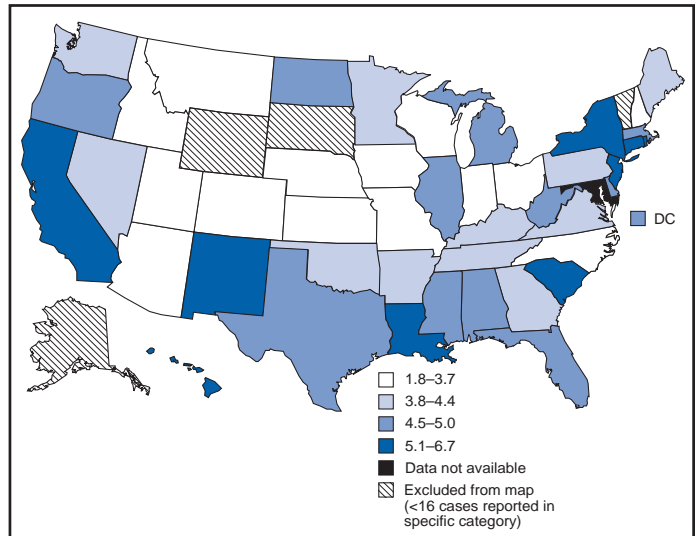 DC
1.8–3.7
3.8–4.4
4.5–5.0
5.1–6.7
Data not available
Excluded from map
(<16 cases reported in
specific category)